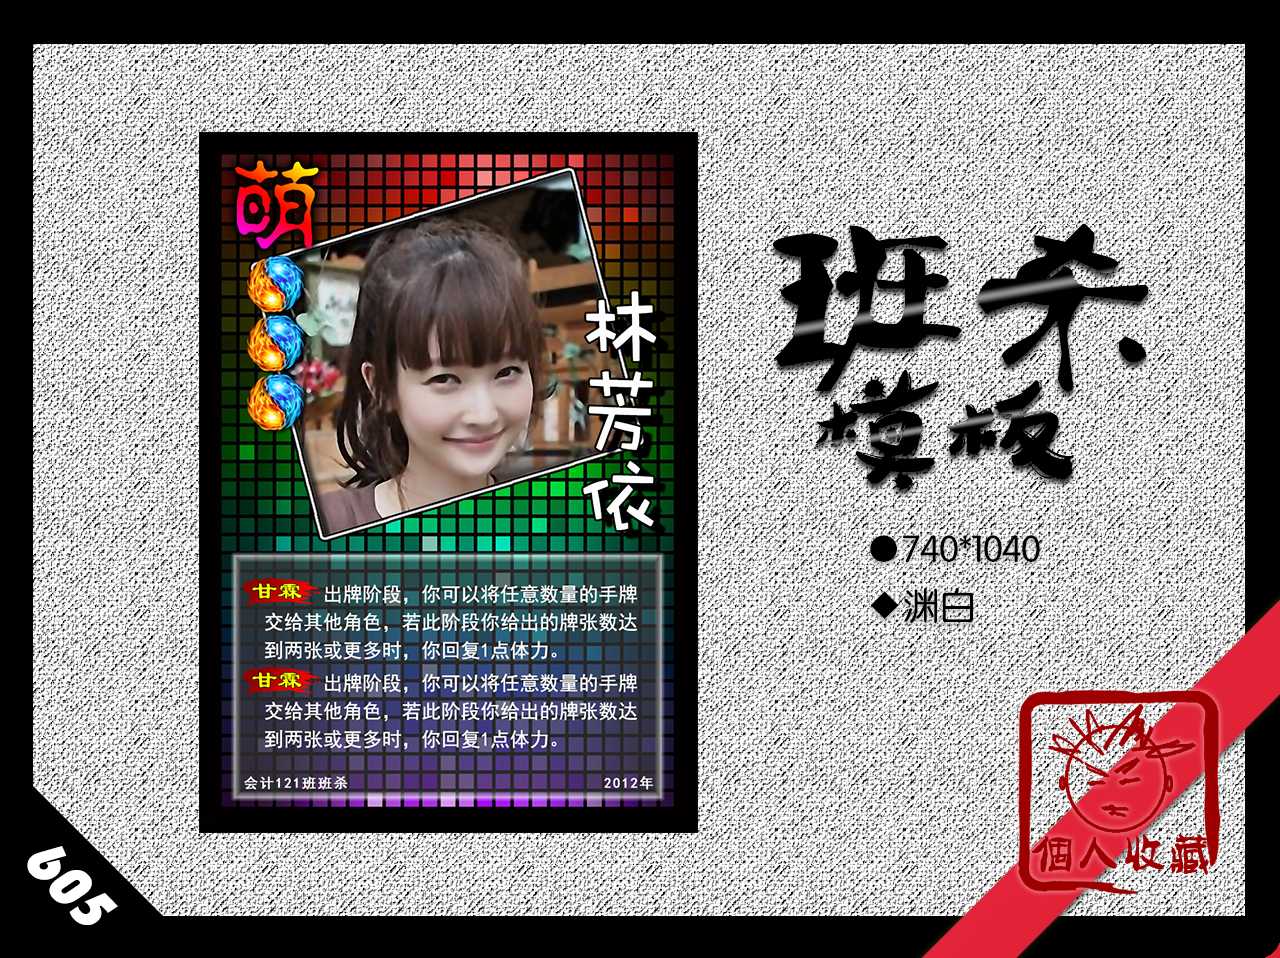 萌
林芳依
甘霖 出牌阶段，你可以将任意数量的手牌
交给其他角色，若此阶段你给出的牌张数达
到两张或更多时，你回复1点体力。
甘霖 出牌阶段，你可以将任意数量的手牌
交给其他角色，若此阶段你给出的牌张数达
到两张或更多时，你回复1点体力。
会计121班班杀 2012年
班杀
模板
●740*1040
◆渊白
個人收藏
605